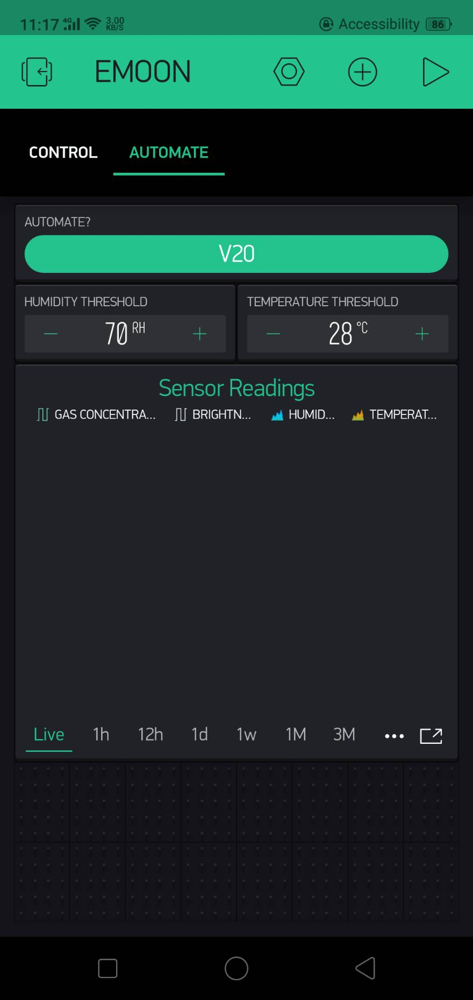 11:17 4G 3.00 KB/S Accessibility 86
EMOON
CONTROL AUTOMATE
AUTOMATE?
V20
HUMIDITY THRESHOLD TEMPERATURE THRESHOLD
− 70 RH + − 28 °C +
Sensor Readings
GAS CONCENTRA... BRIGHTN... HUMID... TEMPERAT...
Live 1h 12h 1d 1w 1M 3M ...